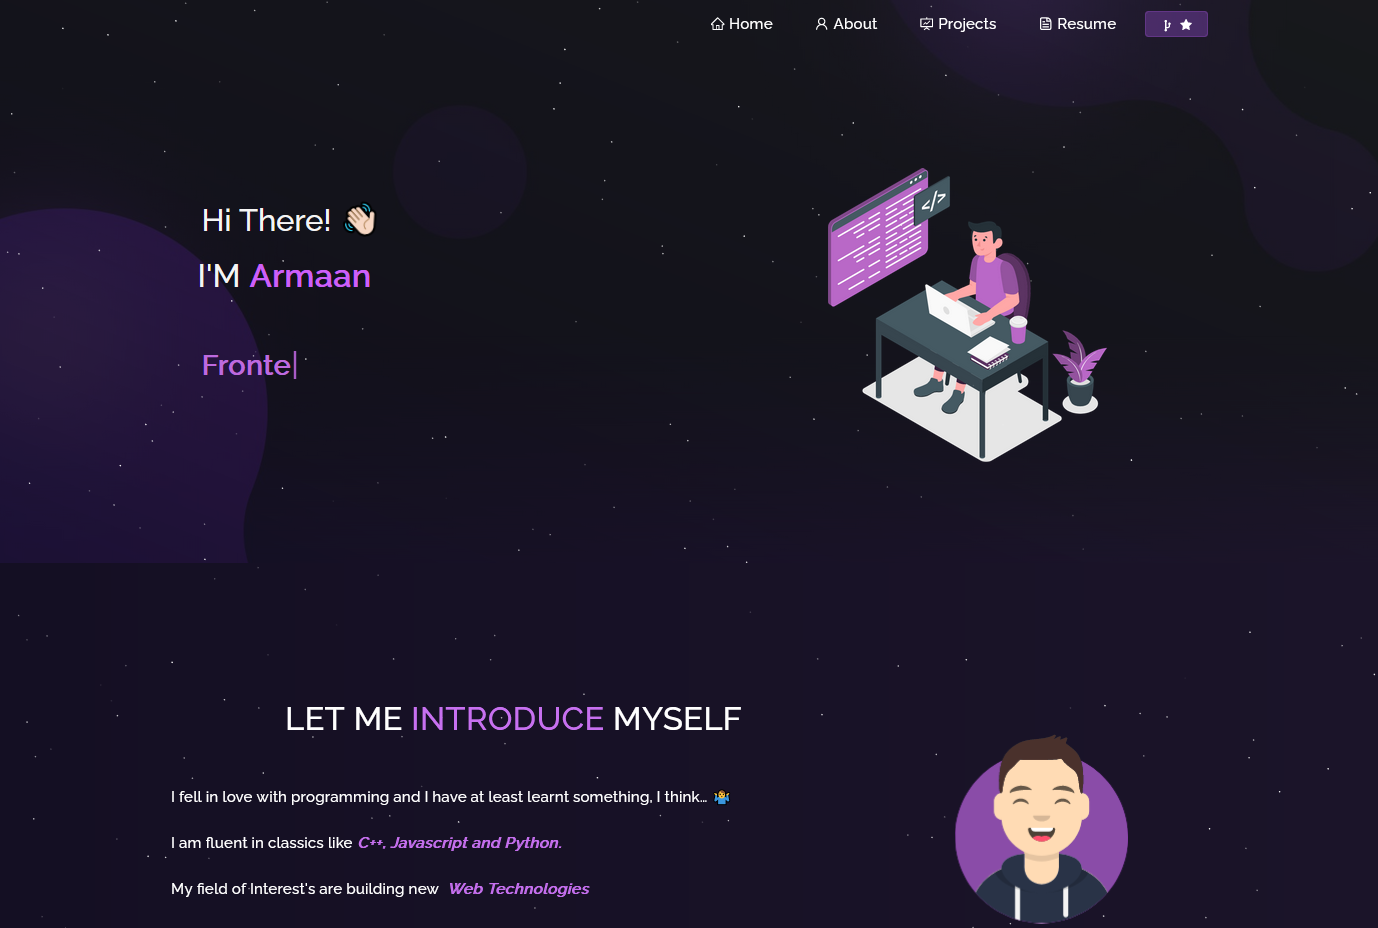 Home About Projects Resume
Hi There! 👋🏻
</>
I'M Armaan
Fronte|
LET ME INTRODUCE MYSELF
I fell in love with programming and I have at least learnt something, I think… 🤷‍♂️
I am fluent in classics like C++, Javascript and Python.
My field of Interest's are building new Web Technologies